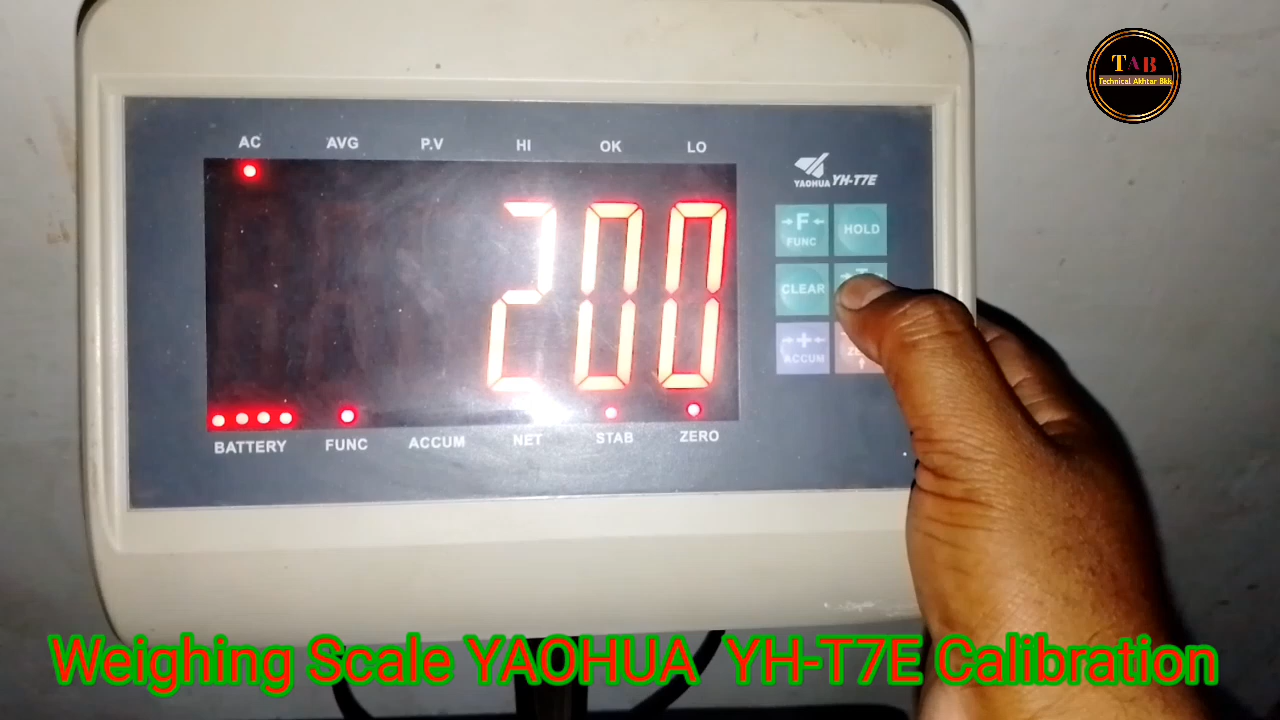 TAB
Technical Akhtar Bkk
AC AVG P.V HI OK LO
YAOHUA YH-T7E
200
F
FUNC
HOLD
CLEAR
ACCUM
BATTERY FUNC ACCUM NET STAB ZERO
Weighing Scale YAOHUA YH-T7E Calibration